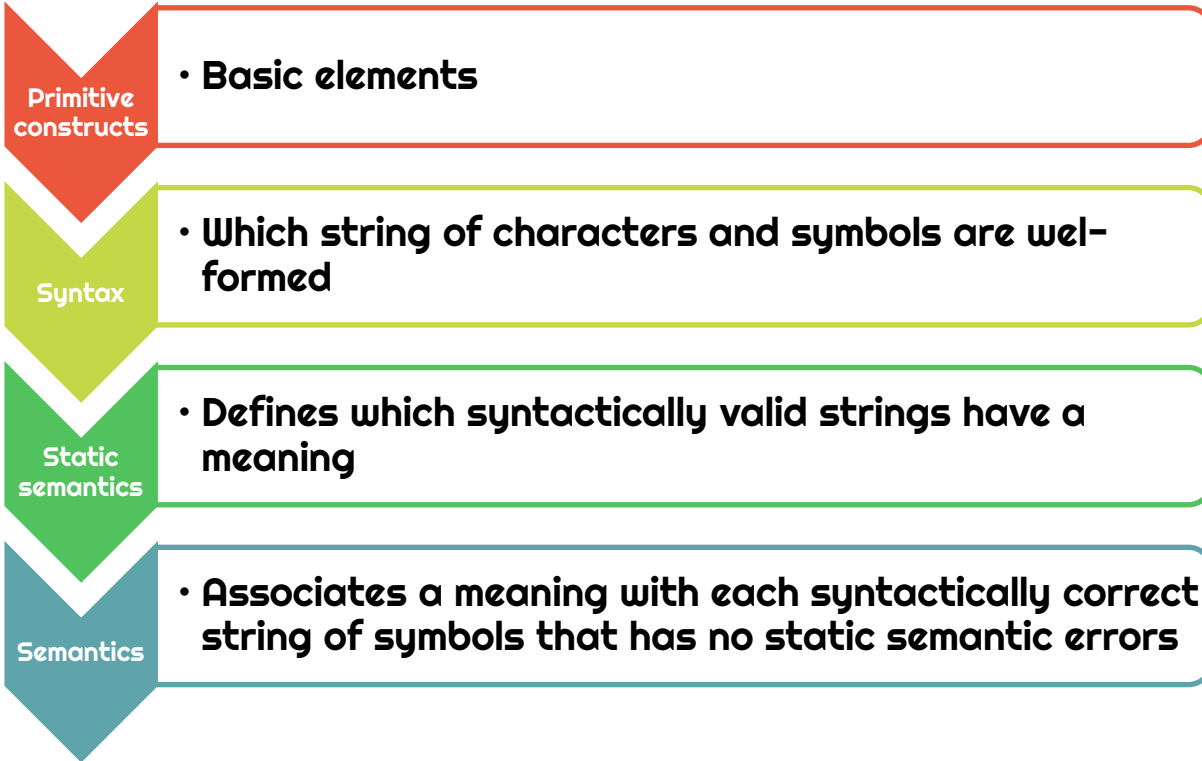 Primitive
constructs
• Basic elements
Syntax
• Which string of characters and symbols are wel-
formed
Static
semantics
• Defines which syntactically valid strings have a
meaning
Semantics
• Associates a meaning with each syntactically correct
string of symbols that has no static semantic errors